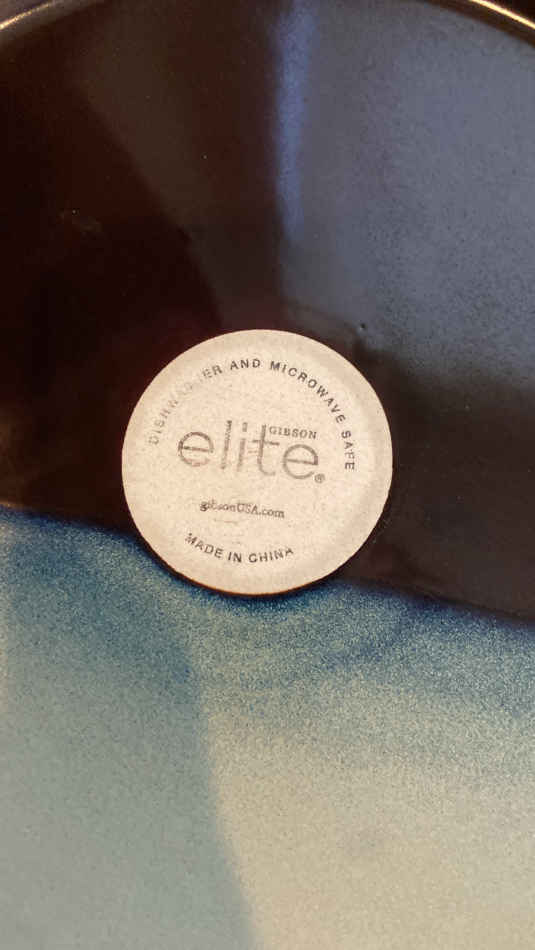 DISHWASHER AND MICROWAVE SAFE
GIBSON
elite®
gibsonUSA.com
MADE IN CHINA